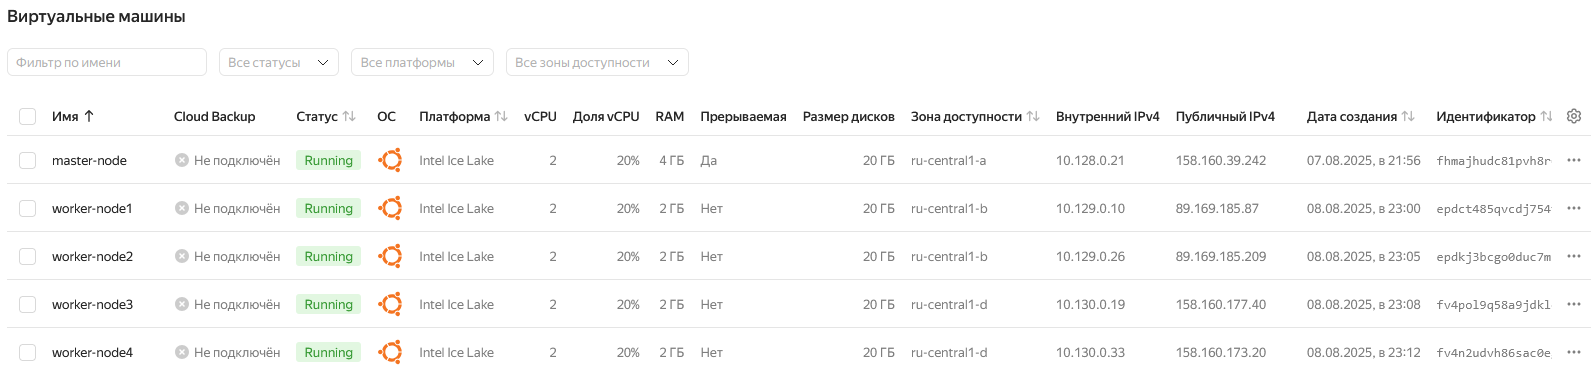 Виртуальные машины
Фильтр по имени Все статусы Все платформы Все зоны доступности
Имя Cloud Backup Статус ОС Платформа vCPU Доля vCPU RAM Прерываемая Размер дисков Зона доступности Внутренний IPv4 Публичный IPv4 Дата создания Идентификатор
master-node Не подключён Running Intel Ice Lake 2 20% 4 ГБ Да 20 ГБ ru-central1-a 10.128.0.21 158.160.39.242 07.08.2025, в 21:56 fhmajhudc81pvh8r
worker-node1 Не подключён Running Intel Ice Lake 2 20% 2 ГБ Нет 20 ГБ ru-central1-b 10.129.0.10 89.169.185.87 08.08.2025, в 23:00 epdct485qvcdj754
worker-node2 Не подключён Running Intel Ice Lake 2 20% 2 ГБ Нет 20 ГБ ru-central1-b 10.129.0.26 89.169.185.209 08.08.2025, в 23:05 epdkj3bcgo0duc7m
worker-node3 Не подключён Running Intel Ice Lake 2 20% 2 ГБ Нет 20 ГБ ru-central1-d 10.130.0.19 158.160.177.40 08.08.2025, в 23:08 fv4pol9q58a9jdkl
worker-node4 Не подключён Running Intel Ice Lake 2 20% 2 ГБ Нет 20 ГБ ru-central1-d 10.130.0.33 158.160.173.20 08.08.2025, в 23:12 fv4n2udvh86sac0e